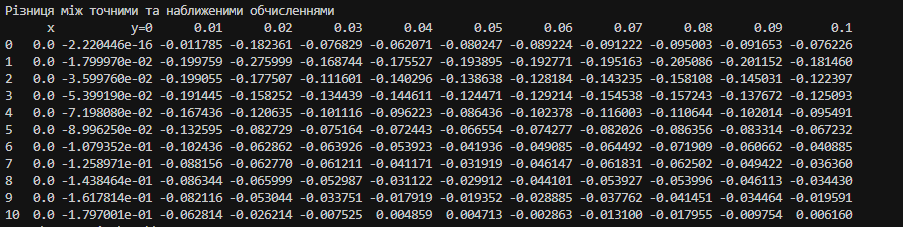 Різниця між точними та наближеними обчисленнями
x y=0 0.01 0.02 0.03 0.04 0.05 0.06 0.07 0.08 0.09 0.1
0 0.0 -2.220446e-16 -0.011785 -0.182361 -0.076829 -0.062071 -0.080247 -0.089224 -0.091222 -0.095003 -0.091653 -0.076226
1 0.0 -1.799970e-02 -0.199759 -0.275999 -0.168744 -0.175527 -0.193895 -0.192771 -0.195163 -0.205086 -0.201152 -0.181460
2 0.0 -3.599760e-02 -0.199055 -0.177507 -0.111601 -0.140296 -0.138638 -0.128184 -0.143235 -0.158108 -0.145031 -0.122397
3 0.0 -5.399190e-02 -0.191445 -0.158252 -0.134439 -0.144611 -0.124471 -0.129214 -0.154538 -0.157243 -0.137672 -0.125093
4 0.0 -7.198080e-02 -0.167436 -0.120635 -0.101116 -0.096223 -0.086436 -0.102378 -0.116003 -0.110644 -0.102014 -0.095491
5 0.0 -8.996250e-02 -0.132595 -0.082729 -0.075164 -0.072443 -0.066554 -0.074277 -0.082026 -0.086356 -0.083314 -0.067232
6 0.0 -1.079352e-01 -0.102436 -0.062862 -0.063926 -0.053923 -0.041936 -0.049085 -0.064492 -0.071909 -0.060662 -0.040885
7 0.0 -1.258971e-01 -0.088156 -0.062770 -0.061211 -0.041171 -0.031919 -0.046147 -0.061831 -0.062502 -0.049422 -0.036360
8 0.0 -1.438464e-01 -0.086344 -0.065999 -0.052987 -0.031122 -0.029912 -0.044101 -0.053927 -0.053996 -0.046113 -0.034430
9 0.0 -1.617814e-01 -0.082116 -0.053044 -0.033751 -0.017919 -0.019352 -0.028885 -0.037762 -0.041451 -0.034464 -0.019591
10 0.0 -1.797001e-01 -0.062814 -0.026214 -0.007525 0.004859 0.004713 -0.002863 -0.013100 -0.017955 -0.009754 0.006160